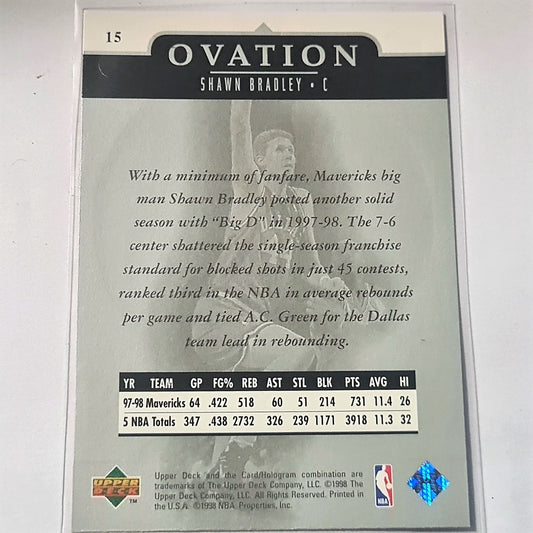 15
OVATION
SHAWN BRADLEY • C
With a minimum of fanfare, Mavericks big
man Shawn Bradley posted another solid
season with “Big D” in 1997-98. The 7-6
center shattered the single-season franchise
standard for blocked shots in just 45 contests,
ranked third in the NBA in average rebounds
per game and tied A.C. Green for the Dallas
team lead in rebounding.
YR TEAM GP FG% REB AST STL BLK PTS AVG HI
97-98 Mavericks 64 .422 518 60 51 214 731 11.4 26
5 NBA Totals 347 .438 2732 326 239 1171 3918 11.3 32
UPPER DECK ™
Upper Deck and the Card/Hologram combination are
trademarks of The Upper Deck Company, LLC. ©1998 The
Upper Deck Company, LLC. All Rights Reserved. Printed in
the U.S.A. ©1998 NBA Properties, Inc.
NBA